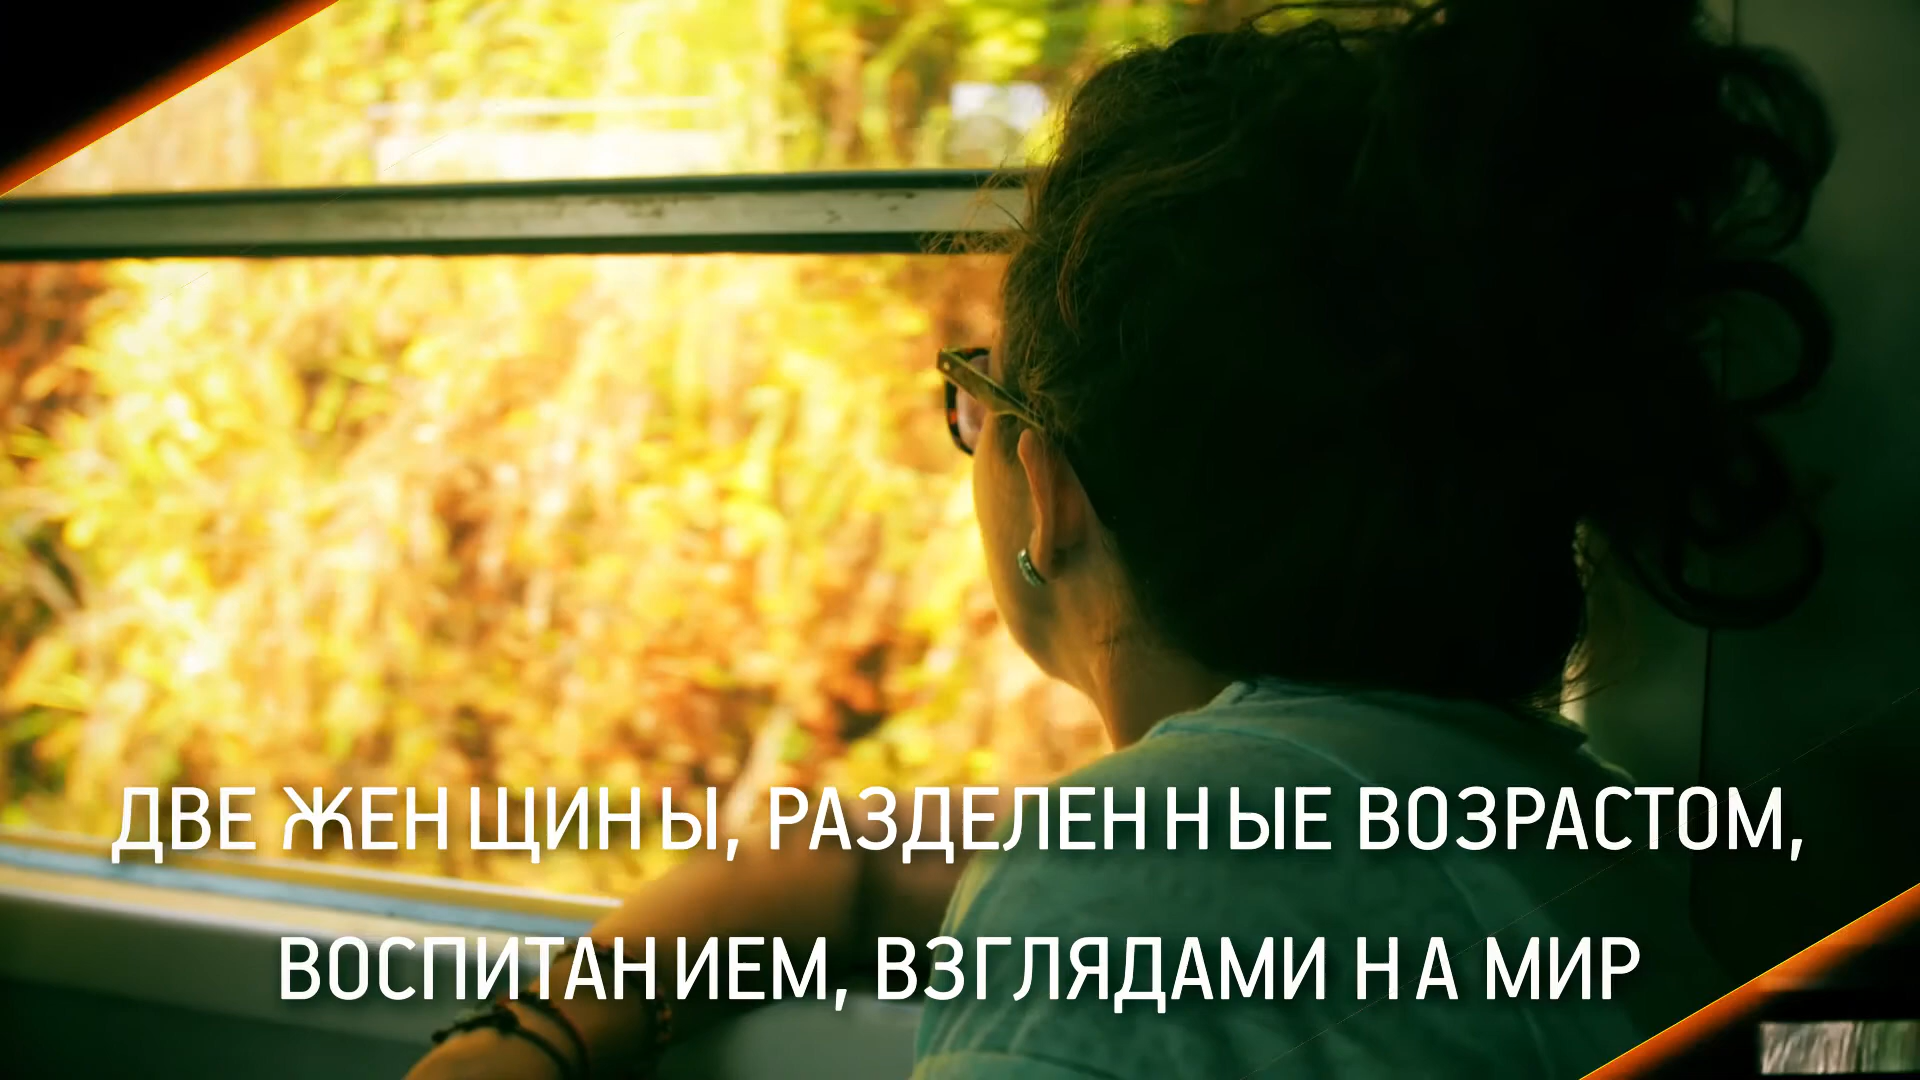 ДВЕ ЖЕНЩИНЫ, РАЗДЕЛЕННЫЕ ВОЗРАСТОМ,
ВОСПИТАНИЕМ, ВЗГЛЯДАМИ НА МИР